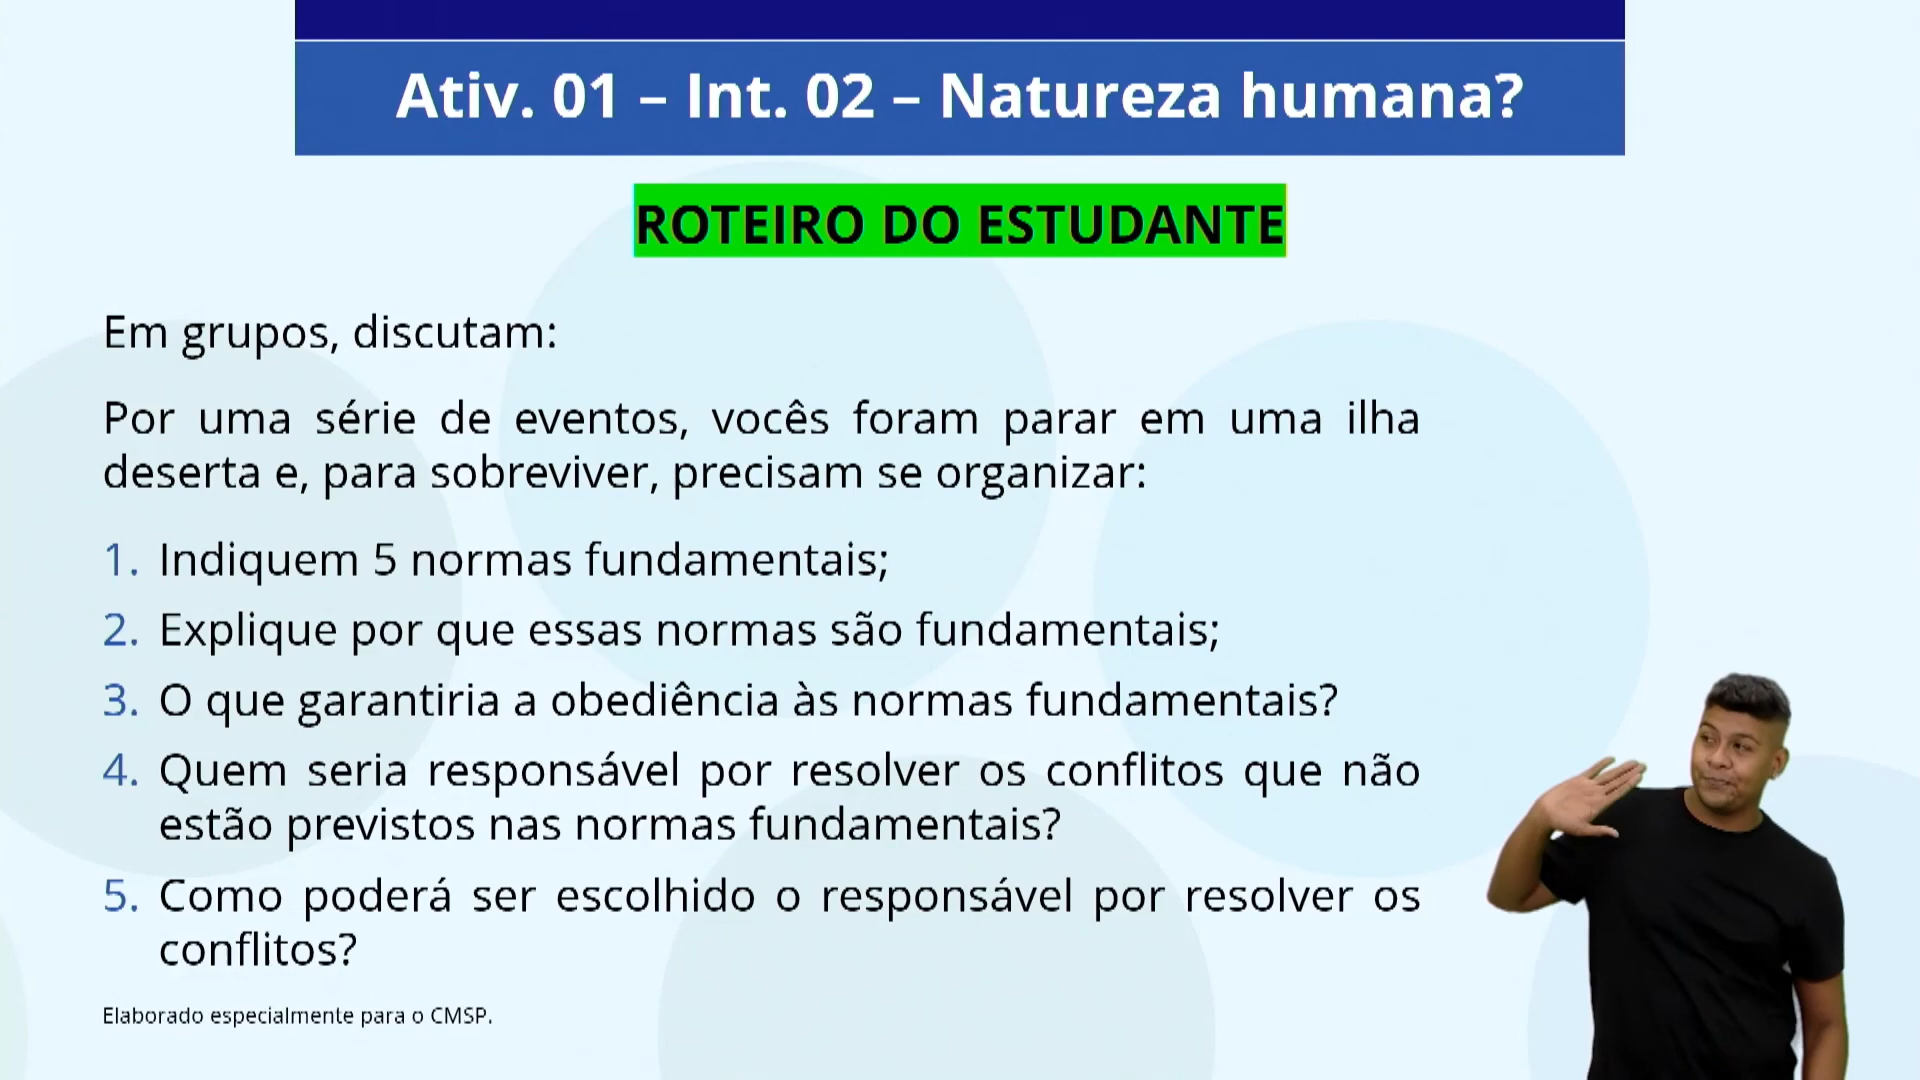 Ativ. 01 – Int. 02 – Natureza humana?
ROTEIRO DO ESTUDANTE
Em grupos, discutam:
Por uma série de eventos, vocês foram parar em uma ilha
deserta e, para sobreviver, precisam se organizar:
1. Indiquem 5 normas fundamentais;
2. Explique por que essas normas são fundamentais;
3. O que garantiria a obediência às normas fundamentais?
4. Quem seria responsável por resolver os conflitos que não
estão previstos nas normas fundamentais?
5. Como poderá ser escolhido o responsável por resolver os
conflitos?
Elaborado especialmente para o CMSP.